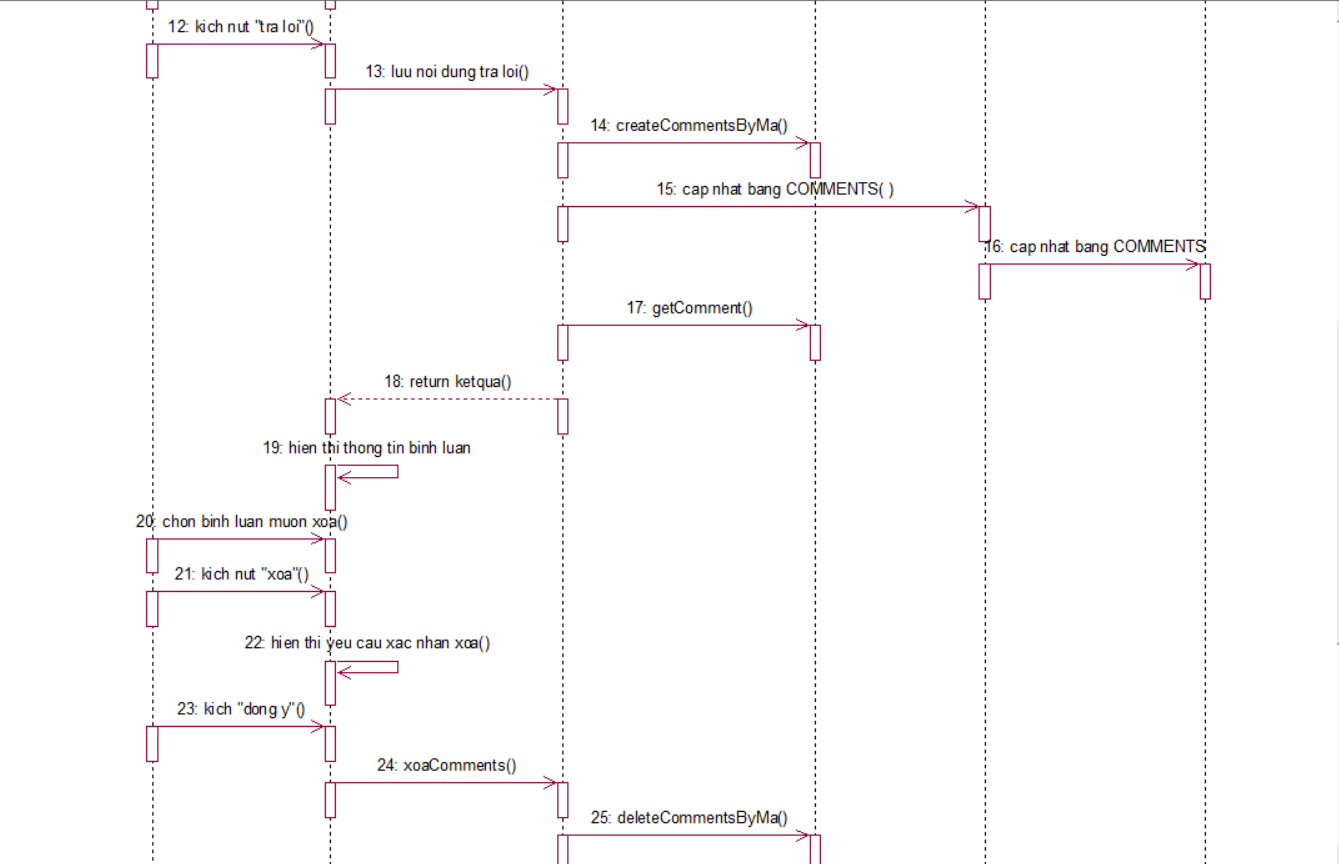 12: kich nut "tra loi"()
13: luu noi dung tra loi()
14: createCommentsByMa()
15: cap nhat bang COMMENTS( )
16: cap nhat bang COMMENTS
17: getComment()
18: return ketqua()
19: hien thi thong tin binh luan
20: chon binh luan muon xoa()
21: kich nut "xoa"()
22: hien thi yeu cau xac nhan xoa()
23: kich "dong y"()
24: xoaComments()
25: deleteCommentsByMa()